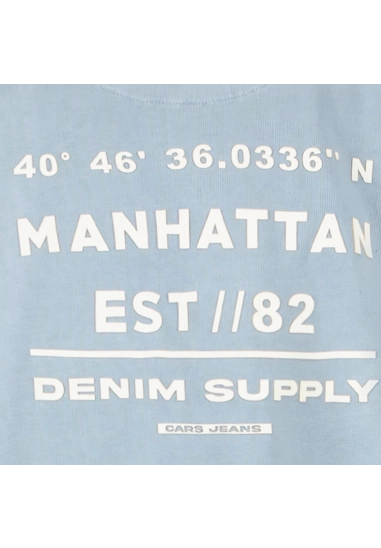 40° 46' 36.0336" N
MANHATTAN
EST//82
DENIM SUPPLY
CARS JEANS